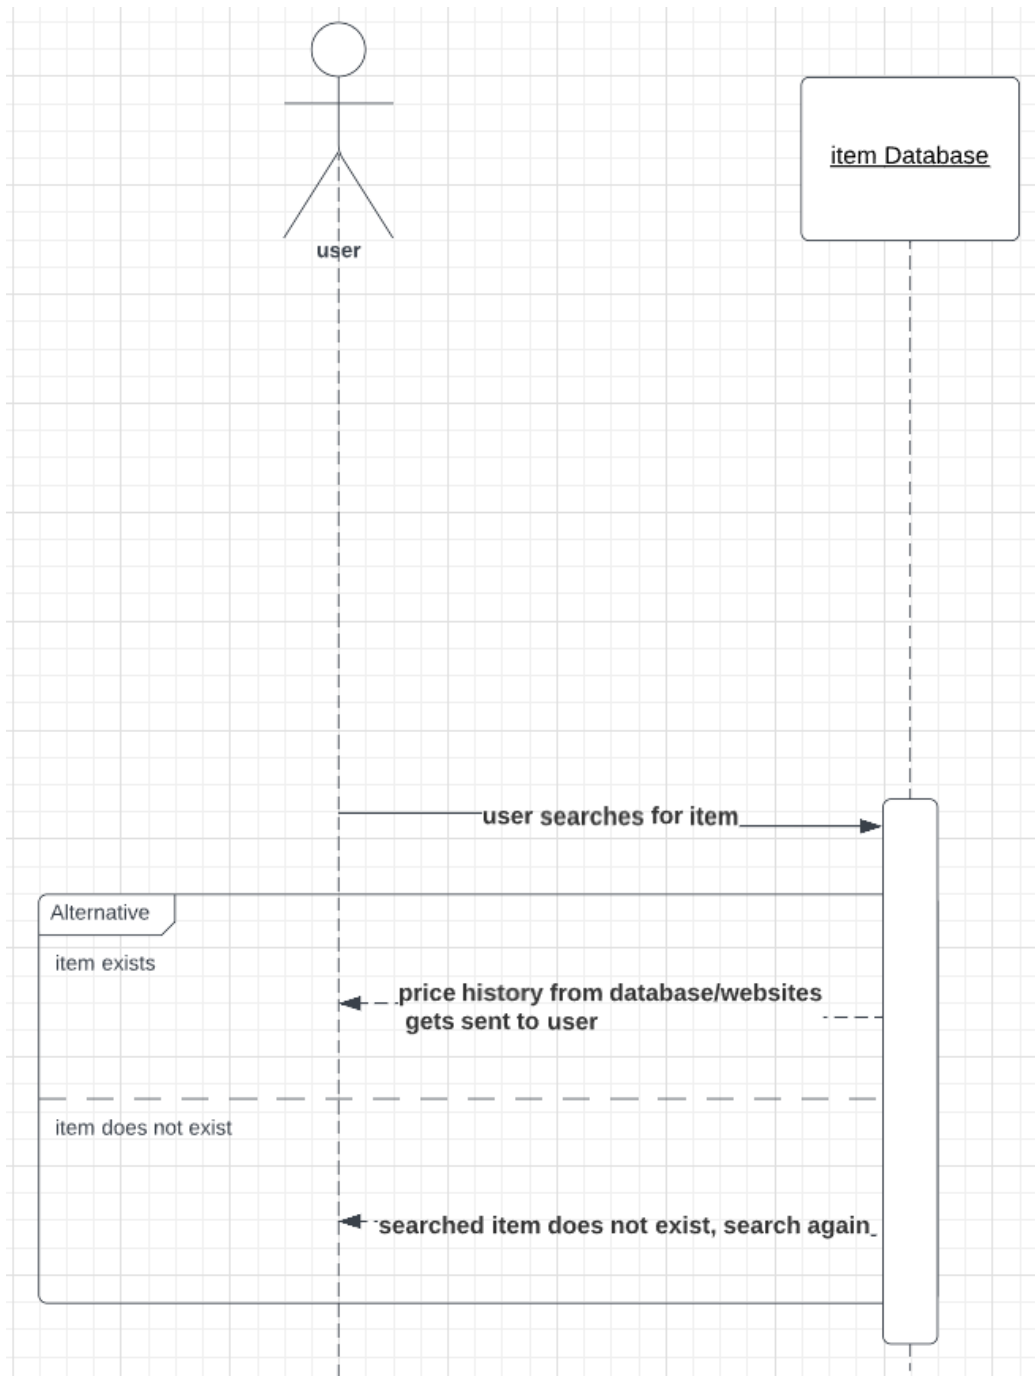 user
item Database
user searches for item
Alternative
item exists
price history from database/websites
gets sent to user
item does not exist
searched item does not exist, search again